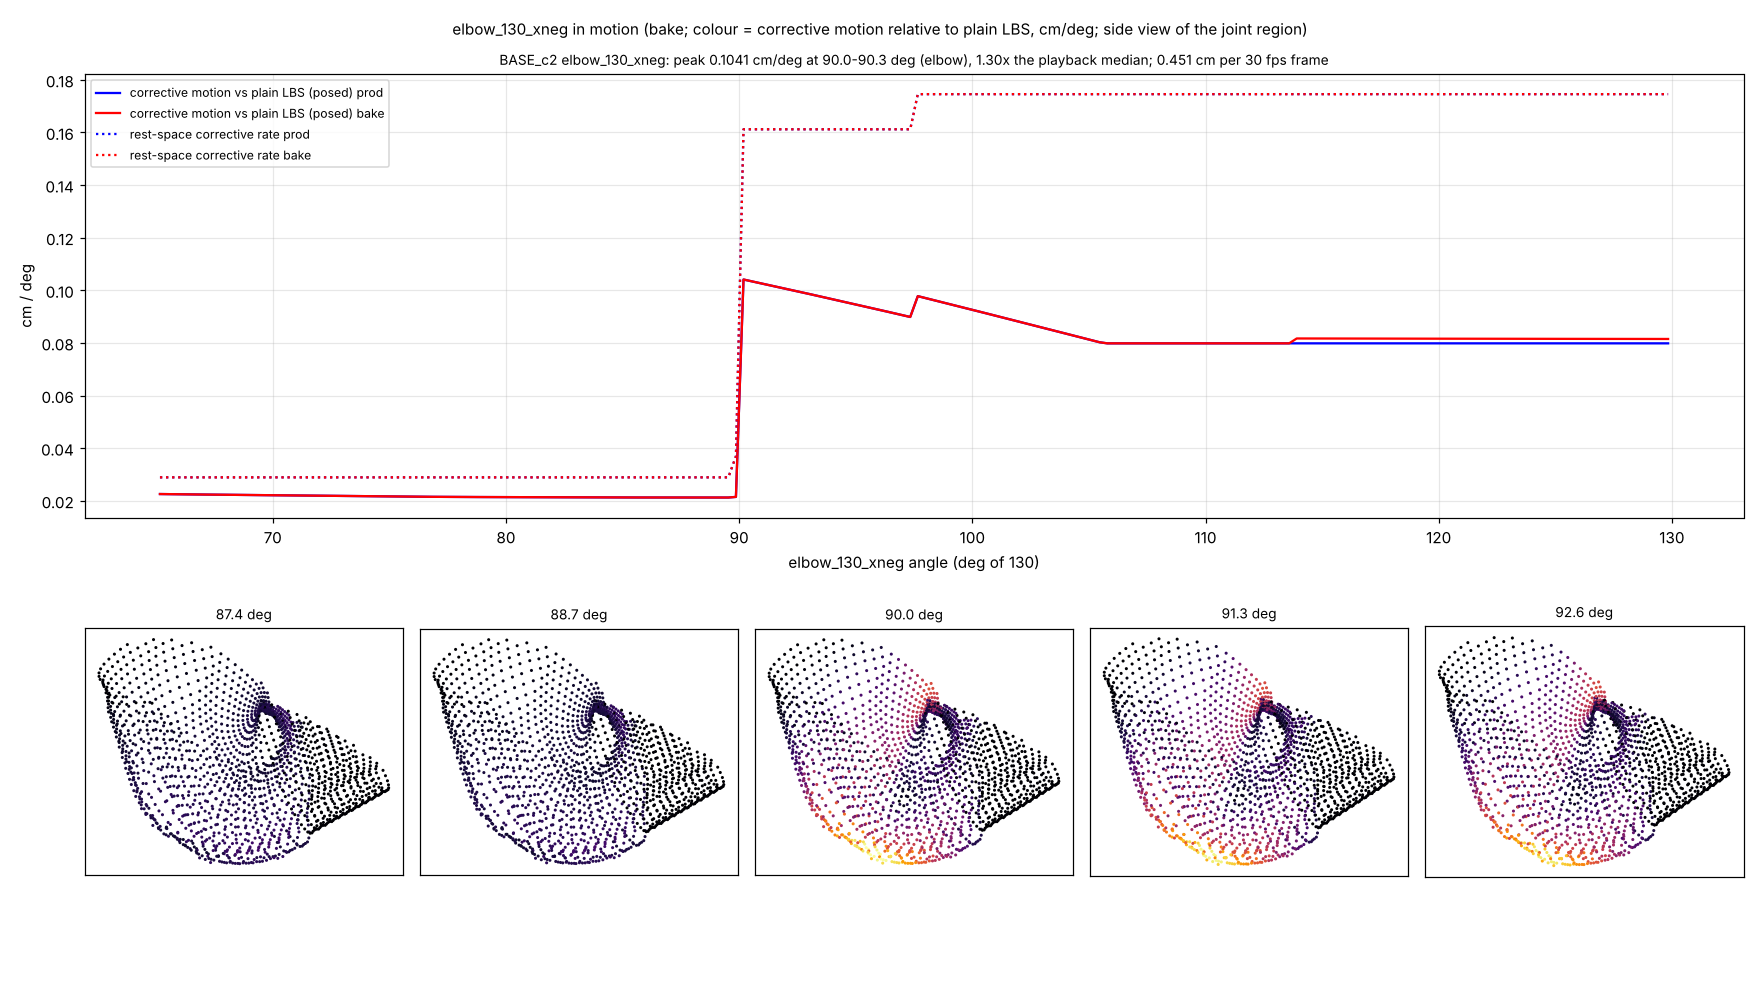 elbow_130_xneg in motion (bake; colour = corrective motion relative to plain LBS, cm/deg; side view of the joint region)
BASE_c2 elbow_130_xneg: peak 0.1041 cm/deg at 90.0-90.3 deg (elbow), 1.30x the playback median; 0.451 cm per 30 fps frame
corrective motion vs plain LBS (posed) prod
corrective motion vs plain LBS (posed) bake
rest-space corrective rate prod
rest-space corrective rate bake
cm / deg
0.18
0.16
0.14
0.12
0.10
0.08
0.06
0.04
0.02
70 80 90 100 110 120 130
elbow_130_xneg angle (deg of 130)
87.4 deg 88.7 deg 90.0 deg 91.3 deg 92.6 deg